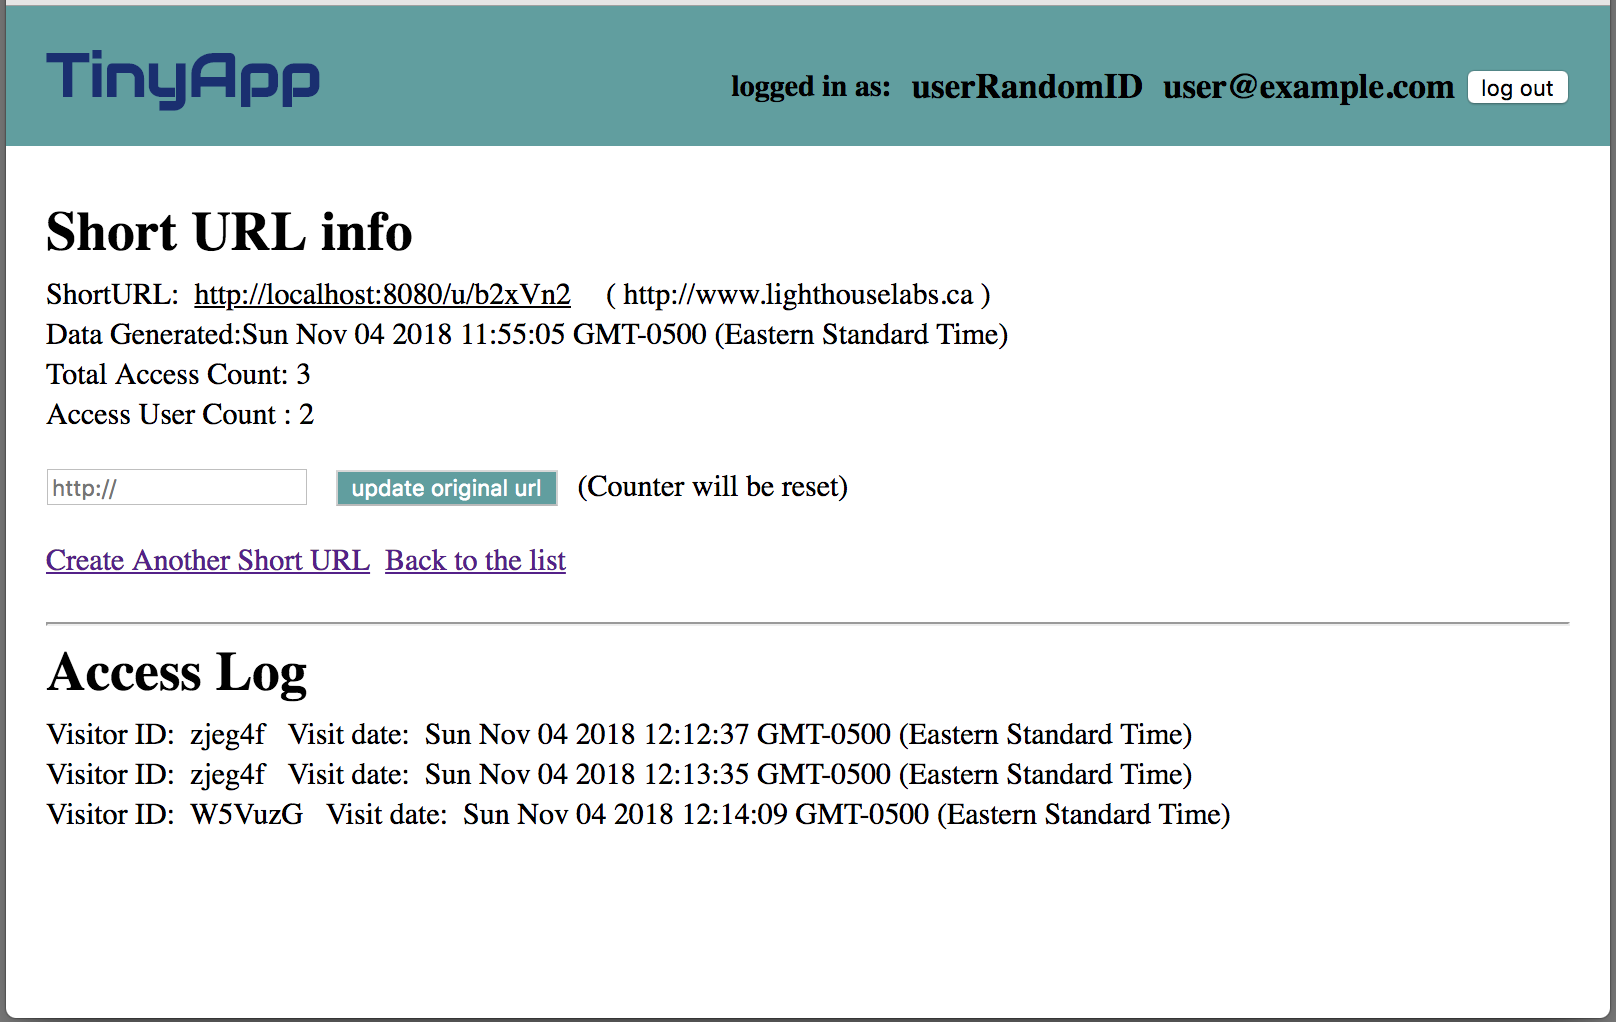 TinyApp
logged in as: userRandomID user@example.com log out
Short URL info
ShortURL: http://localhost:8080/u/b2xVn2 ( http://www.lighthouselabs.ca )
Data Generated:Sun Nov 04 2018 11:55:05 GMT-0500 (Eastern Standard Time)
Total Access Count: 3
Access User Count : 2
http:// update original url (Counter will be reset)
Create Another Short URL Back to the list
Access Log
Visitor ID: zjeg4f Visit date: Sun Nov 04 2018 12:12:37 GMT-0500 (Eastern Standard Time)
Visitor ID: zjeg4f Visit date: Sun Nov 04 2018 12:13:35 GMT-0500 (Eastern Standard Time)
Visitor ID: W5VuzG Visit date: Sun Nov 04 2018 12:14:09 GMT-0500 (Eastern Standard Time)